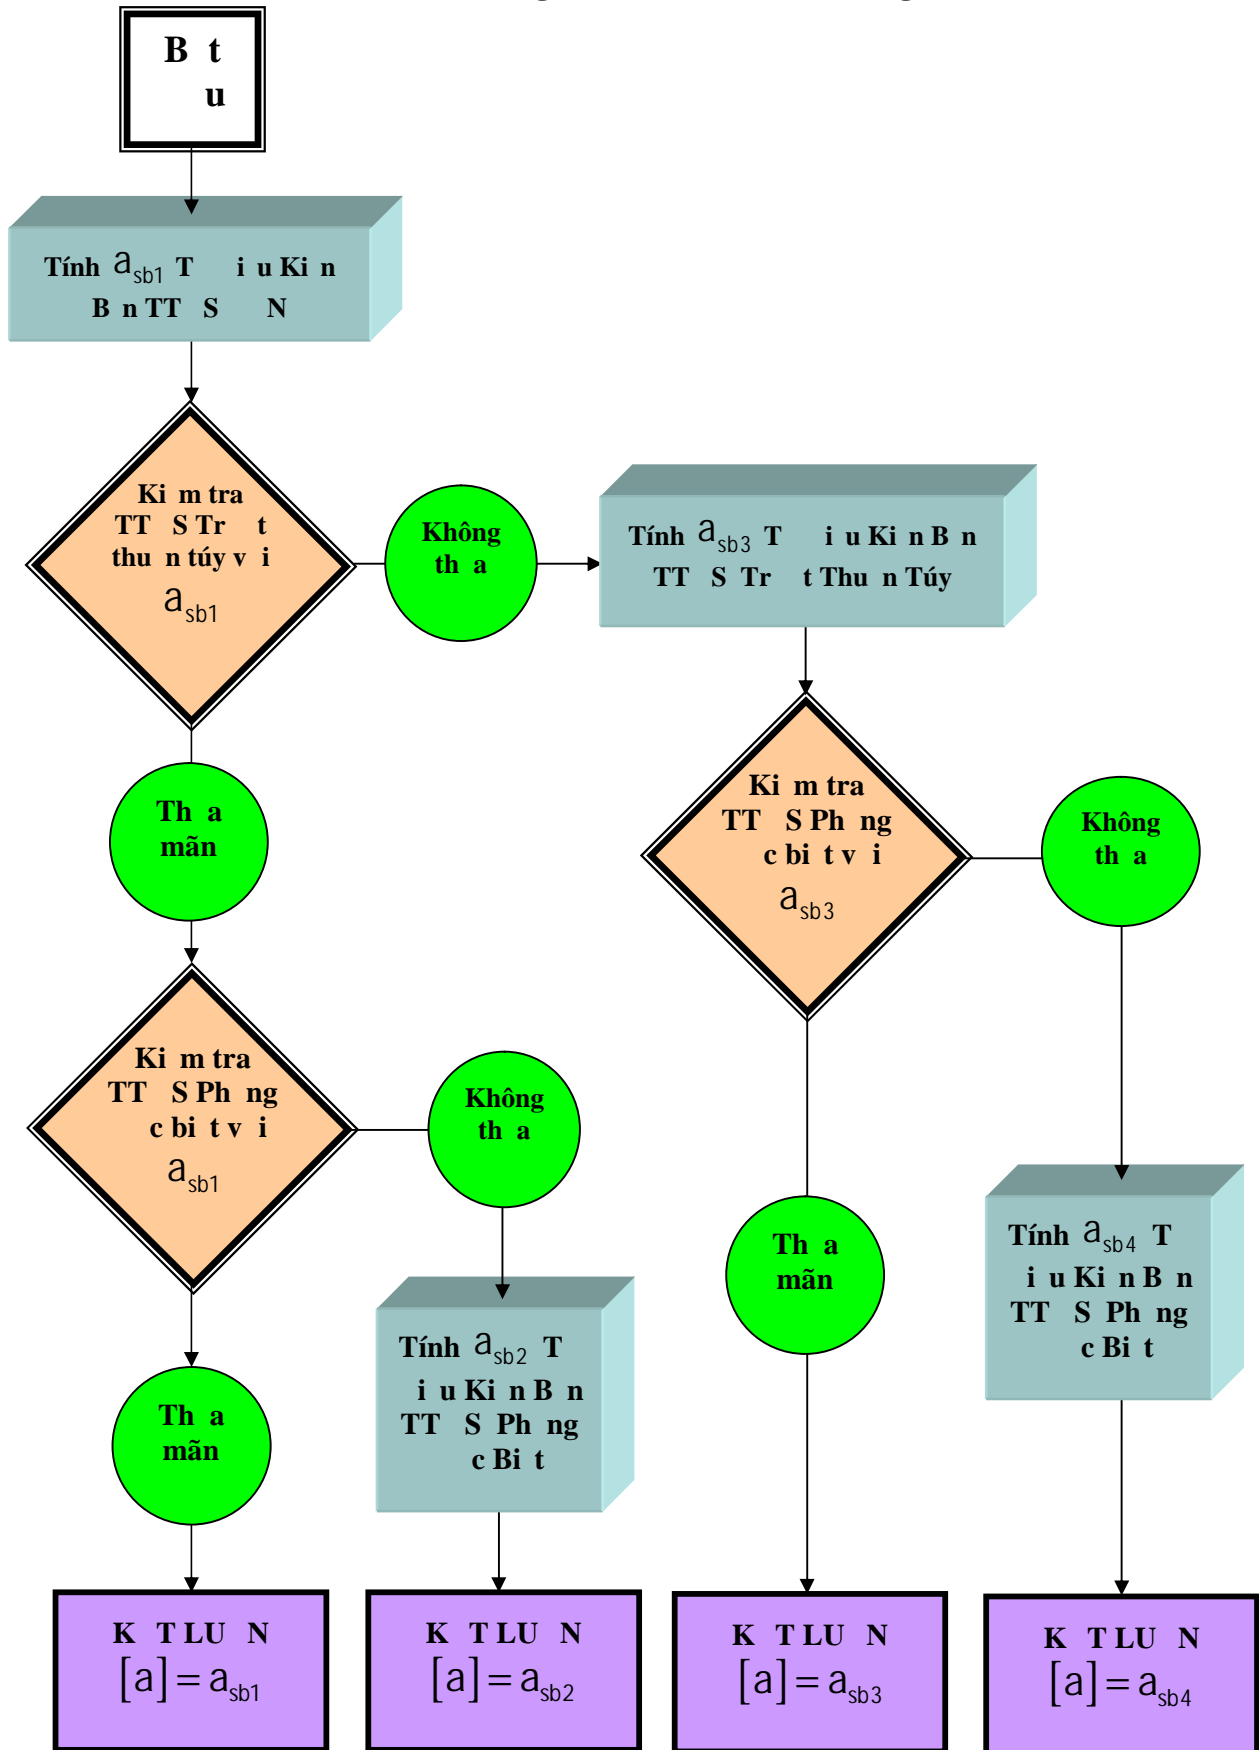 B t
u
Tính a_sb1 T i u Ki n
B n TT S N
Ki m tra
TT S Tr t
thu n túy v i
a_sb1
Không
th a
Tính a_sb3 T i u Ki n B n
TT S Tr t Thu n Túy
Th a
mãn
Ki m tra
TT S Ph ng
c bi t v i
a_sb3
Không
th a
Ki m tra
TT S Ph ng
c bi t v i
a_sb1
Không
th a
Th a
mãn
Tính a_sb4 T
i u Ki n B n
TT S Ph ng
c Bi t
Tính a_sb2 T
i u Ki n B n
TT S Ph ng
c Bi t
Th a
mãn
K T LU N
[a] = a_sb1
K T LU N
[a] = a_sb2
K T LU N
[a] = a_sb3
K T LU N
[a] = a_sb4